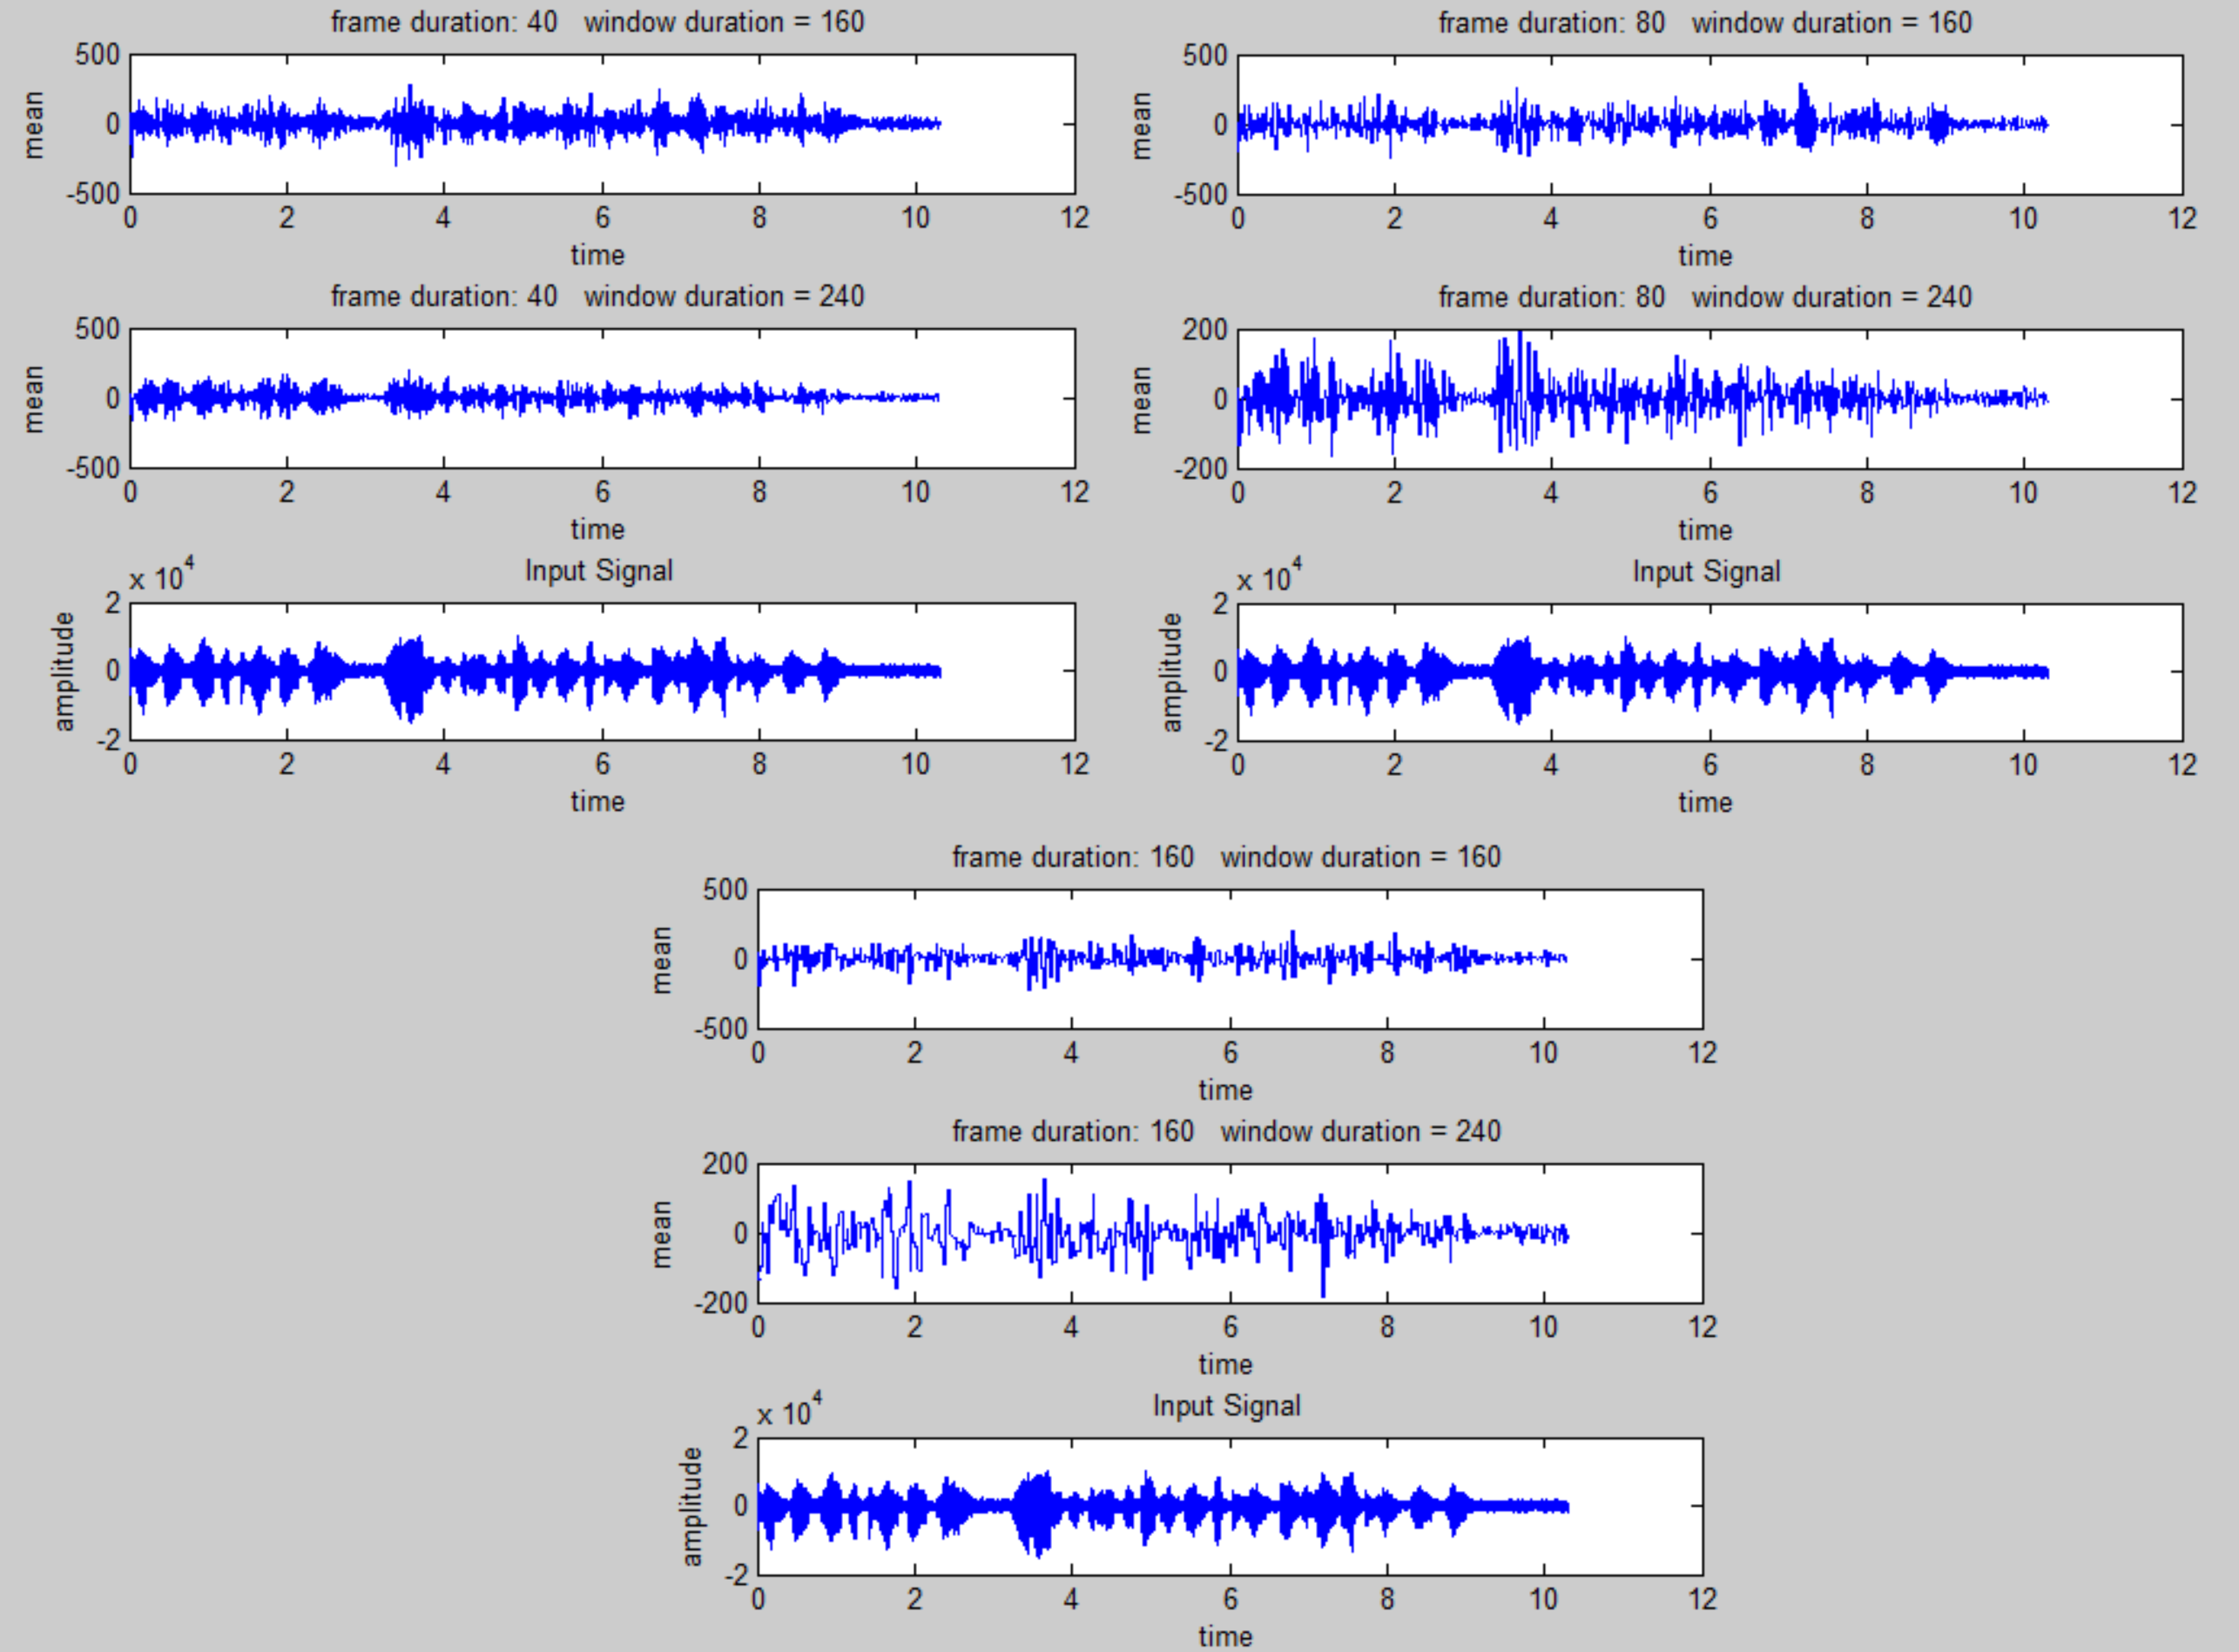 frame duration: 40 window duration = 160
500
0
-500
mean
0 2 4 6 8 10 12
time
frame duration: 40 window duration = 240
500
0
-500
mean
0 2 4 6 8 10 12
time
Input Signal
x 10^4
2
0
-2
amplitude
0 2 4 6 8 10 12
time
frame duration: 80 window duration = 160
500
0
-500
mean
0 2 4 6 8 10 12
time
frame duration: 80 window duration = 240
200
0
-200
mean
0 2 4 6 8 10 12
time
Input Signal
x 10^4
2
0
-2
amplitude
0 2 4 6 8 10 12
time
frame duration: 160 window duration = 160
500
0
-500
mean
0 2 4 6 8 10 12
time
frame duration: 160 window duration = 240
200
0
-200
mean
0 2 4 6 8 10 12
time
Input Signal
x 10^4
2
0
-2
amplitude
0 2 4 6 8 10 12
time